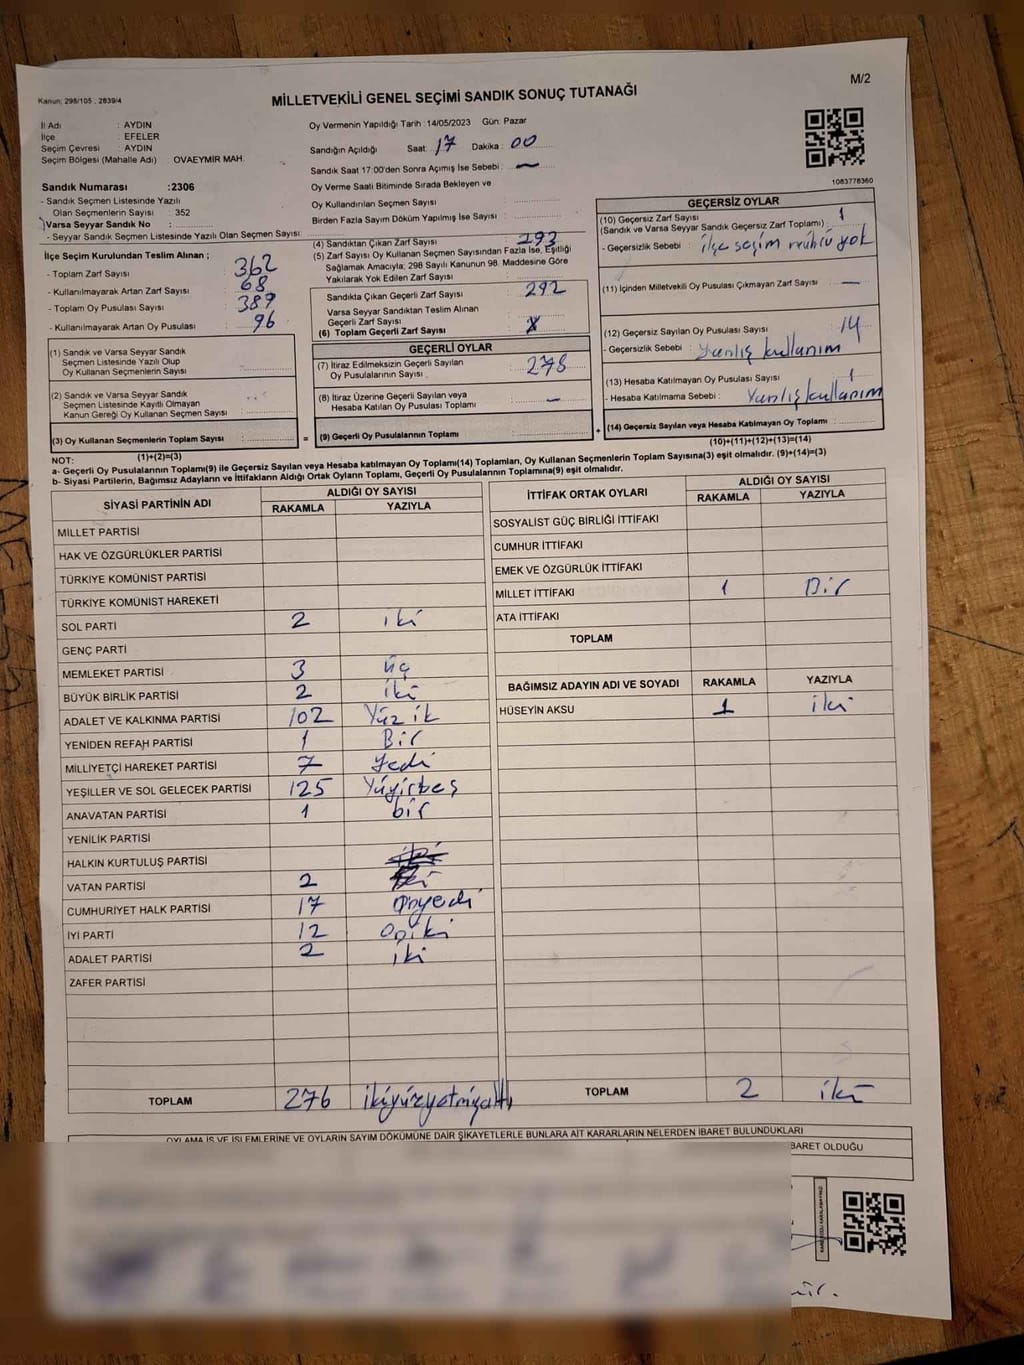 Kanun: 298/105 , 2839/4
M/2
MİLLETVEKİLİ GENEL SEÇİMİ SANDIK SONUÇ TUTANAĞI
İl Adı : AYDIN
İlçe : EFELER
Seçim Çevresi : AYDIN
Seçim Bölgesi (Mahalle Adı) OVAEYMİR MAH.
Oy Vermenin Yapıldığı Tarih : 14/05/2023 Gün: Pazar
Sandığın Açıldığı Saat: 17 Dakika : 00
Sandık Saat 17:00'den Sonra Açımış İse Sebebi : —
Oy Verme Saati Bitiminde Sırada Bekleyen ve
Oy Kullandırılan Seçmen Sayısı :
Birden Fazla Sayım Döküm Yapılmış İse Sayısı :
1083778360
Sandık Numarası : 2306
- Sandık Seçmen Listesinde Yazılı
Olan Seçmenlerin Sayısı : 352
Varsa Seyyar Sandık No :
- Seyyar Sandık Seçmen Listesinde Yazılı Olan Seçmen Sayısı:
İlçe Seçim Kurulundan Teslim Alınan ;
- Toplam Zarf Sayısı : 362
- Kullanılmayarak Artan Zarf Sayısı : 68
- Toplam Oy Pusulası Sayısı : 389
- Kullanılmayarak Artan Oy Pusulası : 96
(1) Sandık ve Varsa Seyyar Sandık
Seçmen Listesinde Yazılı Olup
Oy Kullanan Seçmenlerin Sayısı :
(2) Sandık ve Varsa Seyyar Sandık
Seçmen Listesinde Kayıtlı Olmayan
Kanun Gereği Oy Kullanan Seçmen Sayısı :
(3) Oy Kullanan Seçmenlerin Toplam Sayısı :
(1)+(2)=(3)
(4) Sandıktan Çıkan Zarf Sayısı : 293
(5) Zarf Sayısı Oy Kullanan Seçmen Sayısından Fazla İse, Eşitliği
Sağlamak Amacıyla; 298 Sayılı Kanunun 98. Maddesine Göre
Yakılarak Yok Edilen Zarf Sayısı :
Sandıkta Çıkan Geçerli Zarf Sayısı : 292
Varsa Seyyar Sandıktan Teslim Alınan
Geçerli Zarf Sayısı : X
(6) Toplam Geçerli Zarf Sayısı :
GEÇERLİ OYLAR
(7) İtiraz Edilmeksizin Geçerli Sayılan
Oy Pusulalarının Sayısı : 278
(8) İtiraz Üzerine Geçerli Sayılan veya
Hesaba Katılan Oy Pusulası Toplamı : —
= (9) Geçerli Oy Pusulalarının Toplamı :
GEÇERSİZ OYLAR
(10) Geçersiz Zarf Sayısı : 1
(Sandık ve Varsa Seyyar Sandık Geçersiz Zarf Toplamı)
- Geçersizlik Sebebi : ilçe seçim mührü yok
(11) İçinden Milletvekili Oy Pusulası Çıkmayan Zarf Sayısı : —
(12) Geçersiz Sayılan Oy Pusulası Sayısı : 14
- Geçersizlik Sebebi : Yanlış kullanım
(13) Hesaba Katılmayan Oy Pusulası Sayısı : 1
- Hesaba Katılmama Sebebi : Yanlış kullanım
+ (14) Geçersiz Sayılan veya Hesaba Katılmayan Oy Toplamı :
(10)+(11)+(12)+(13)=(14)
NOT:
a- Geçerli Oy Pusulalarının Toplamı(9) ile Geçersiz Sayılan veya Hesaba katılmayan Oy Toplamı(14) Toplamları, Oy Kullanan Seçmenlerin Toplam Sayısına(3) eşit olmalıdır. (9)+(14)=(3)
b- Siyasi Partilerin, Bağımsız Adayların ve İttifakların Aldığı Ortak Oyların Toplamı, Geçerli Oy Pusulalarının Toplamına(9) eşit olmalıdır.
SİYASİ PARTİNİN ADI ALDIĞI OY SAYISI
RAKAMLA YAZIYLA
MİLLET PARTİSİ
HAK VE ÖZGÜRLÜKLER PARTİSİ
TÜRKİYE KOMÜNİST PARTİSİ
TÜRKİYE KOMÜNİST HAREKETİ
SOL PARTİ 2 iki
GENÇ PARTİ
MEMLEKET PARTİSİ 3 üç
BÜYÜK BİRLİK PARTİSİ 2 iki
ADALET VE KALKINMA PARTİSİ 102 Yüz ik
YENİDEN REFAH PARTİSİ 1 Bir
MİLLİYETÇİ HAREKET PARTİSİ 7 Yedi
YEŞİLLER VE SOL GELECEK PARTİSİ 125 Yüyirbeş
ANAVATAN PARTİSİ 1 bir
YENİLİK PARTİSİ
HALKIN KURTULUŞ PARTİSİ
VATAN PARTİSİ 2
CUMHURİYET HALK PARTİSİ 17 Onyedi
İYİ PARTİ 12 Oniki
ADALET PARTİSİ 2 iki
ZAFER PARTİSİ
TOPLAM 276 ikiyüzyetmişaltı
İTTİFAK ORTAK OYLARI ALDIĞI OY SAYISI
RAKAMLA YAZIYLA
SOSYALİST GÜÇ BİRLİĞİ İTTİFAKI
CUMHUR İTTİFAKI
EMEK VE ÖZGÜRLÜK İTTİFAKI
MİLLET İTTİFAKI 1 Bir
ATA İTTİFAKI
TOPLAM
BAĞIMSIZ ADAYIN ADI VE SOYADI RAKAMLA YAZIYLA
HÜSEYİN AKSU 1 iki
TOPLAM 2 iki
OYLAMA İŞ VE İŞLEMLERİNE VE OYLARIN SAYIM DÖKÜMÜNE DAİR ŞİKAYETLERLE BUNLARA AİT KARARLARIN NELERDEN İBARET BULUNDUKLARI
BARET OLDUĞU